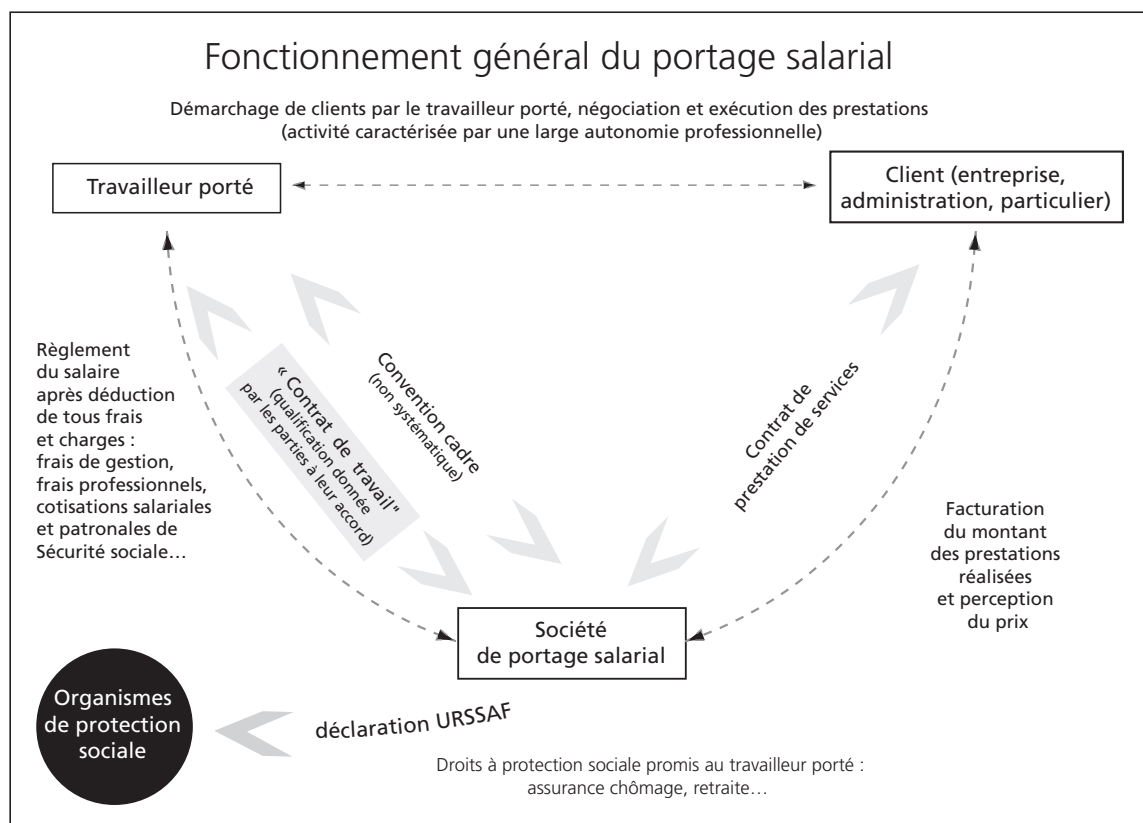 Fonctionnement général du portage salarial
Démarchage de clients par le travailleur porté, négociation et exécution des prestations
(activité caractérisée par une large autonomie professionnelle)
Travailleur porté
Client (entreprise,
administration, particulier)
Règlement
du salaire
après déduction
de tous frais
et charges :
frais de gestion,
frais professionnels,
cotisations salariales
et patronales de
Sécurité sociale…
« Contrat de travail"
(qualification donnée
par les parties à leur accord)
Convention cadre
(non systématique)
Contrat de
prestation de services
Facturation
du montant
des prestations
réalisées
et perception
du prix
Société
de portage salarial
Organismes
de protection
sociale
déclaration URSSAF
Droits à protection sociale promis au travailleur porté :
assurance chômage, retraite…